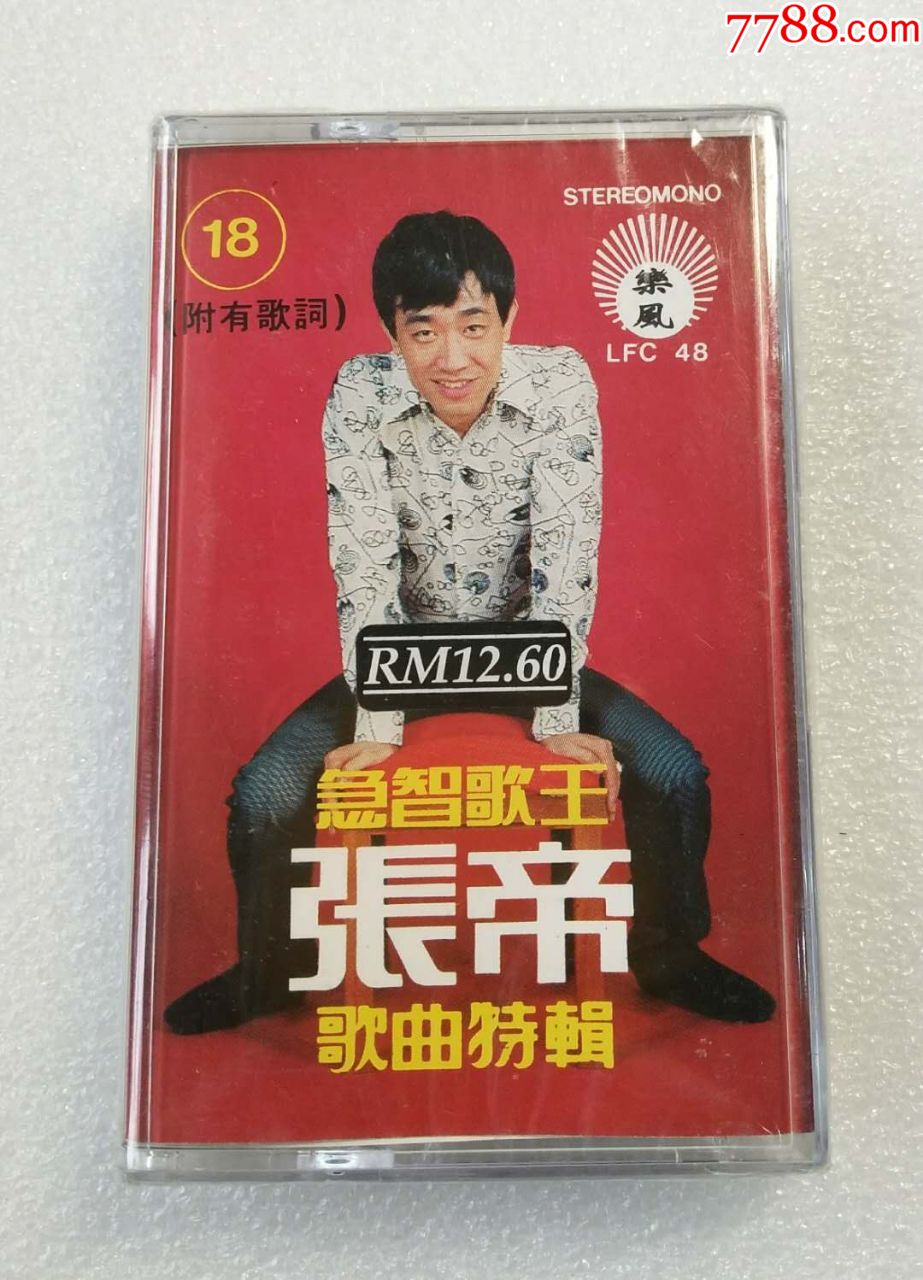 7788.com
STEREOMONO
18
(附有歌詞)
樂風
LFC 48
RM12.60
急智歌王
張帝
歌曲特輯